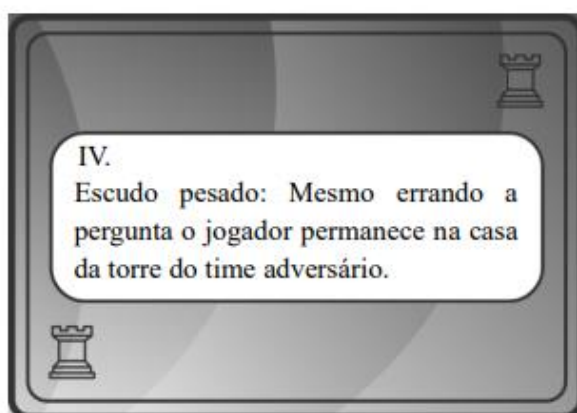 IV.
Escudo pesado: Mesmo errando a
pergunta o jogador permanece na casa
da torre do time adversário.